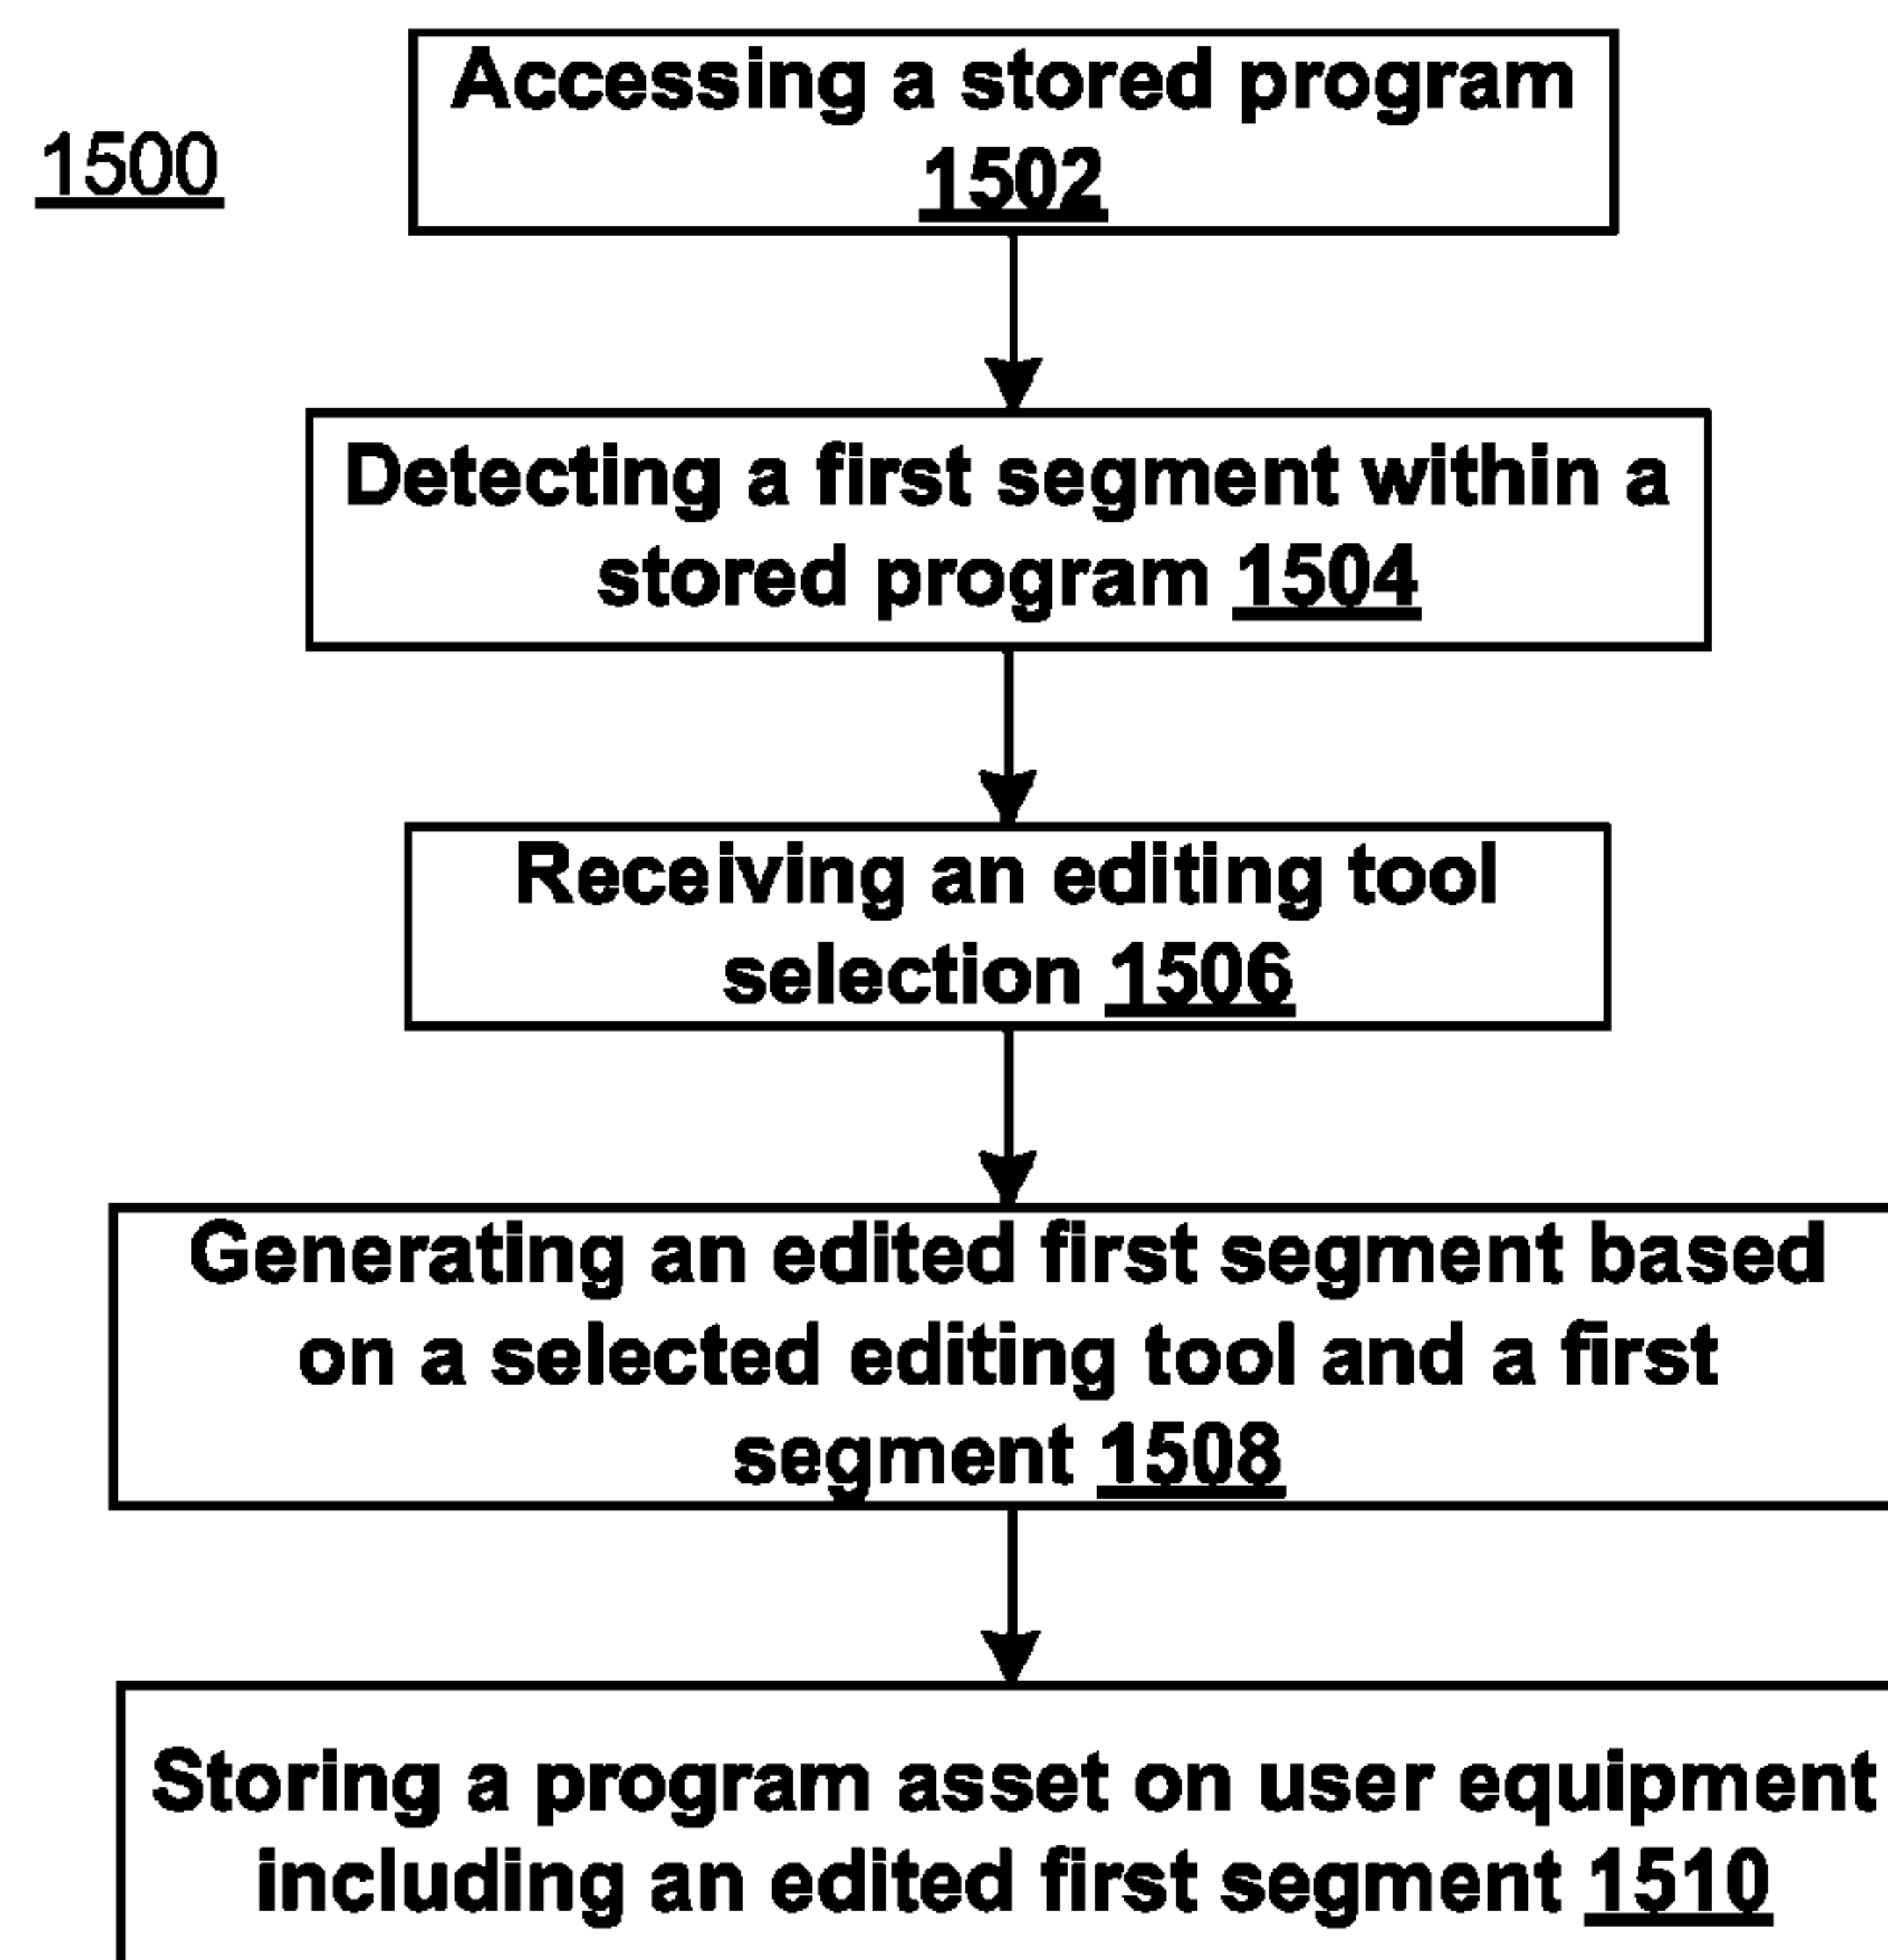 1500
Accessing a stored program
1502
Detecting a first segment within a
stored program 1504
Receiving an editing tool
selection 1506
Generating an edited first segment based
on a selected editing tool and a first
segment 1508
Storing a program asset on user equipment
including an edited first segment 1510